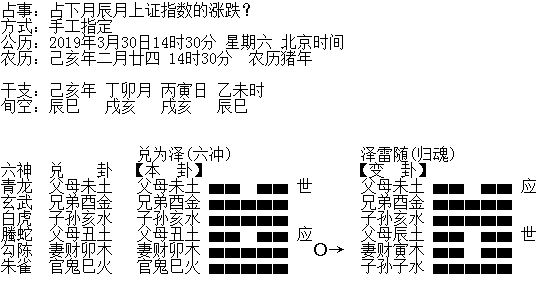 占事：占下月辰月上证指数的涨跌？
方式：手工指定
公历：2019年3月30日14时30分 星期六 北京时间
农历：己亥年二月廿四 14时30分 农历猪年
干支：己亥年 丁卯月 丙寅日 乙未时
旬空：辰巳 戌亥 戌亥 辰巳
兑为泽(六冲) 泽雷随(归魂)
六神 兑 卦 【本 卦】 【变 卦】
青龙 父母未土 父母未土 世 父母未土 应
玄武 兄弟酉金 兄弟酉金 兄弟酉金
白虎 子孙亥水 子孙亥水 子孙亥水
螣蛇 父母丑土 父母丑土 应 父母辰土 世
勾陈 妻财卯木 妻财卯木 O→ 妻财寅木
朱雀 官鬼巳火 官鬼巳火 子孙子水